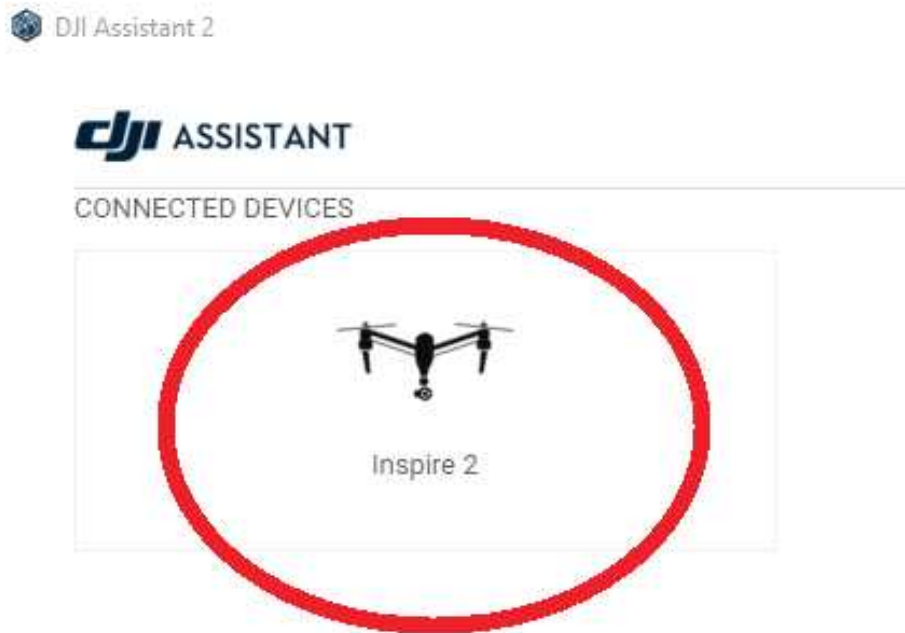 DJI Assistant 2
dji ASSISTANT
CONNECTED DEVICES
Inspire 2